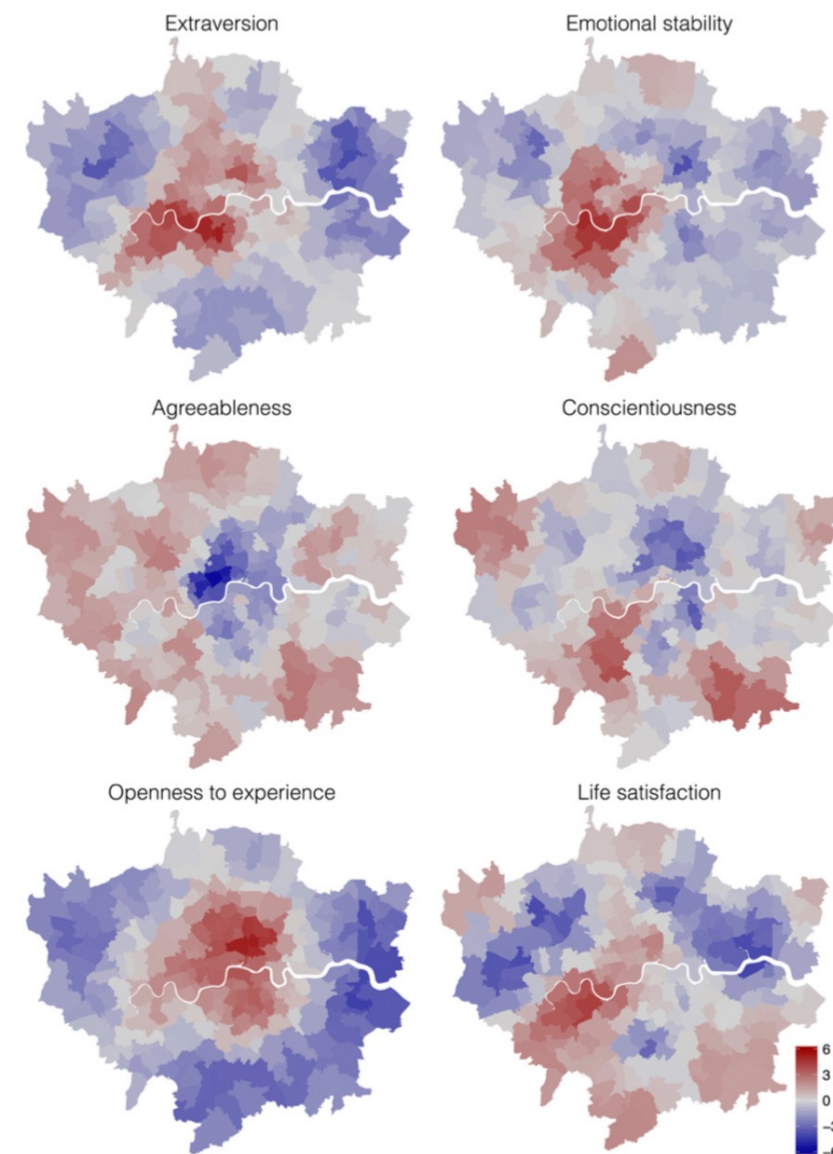 Extraversion
Emotional stability
Agreeableness
Conscientiousness
Openness to experience
Life satisfaction
6
3
0